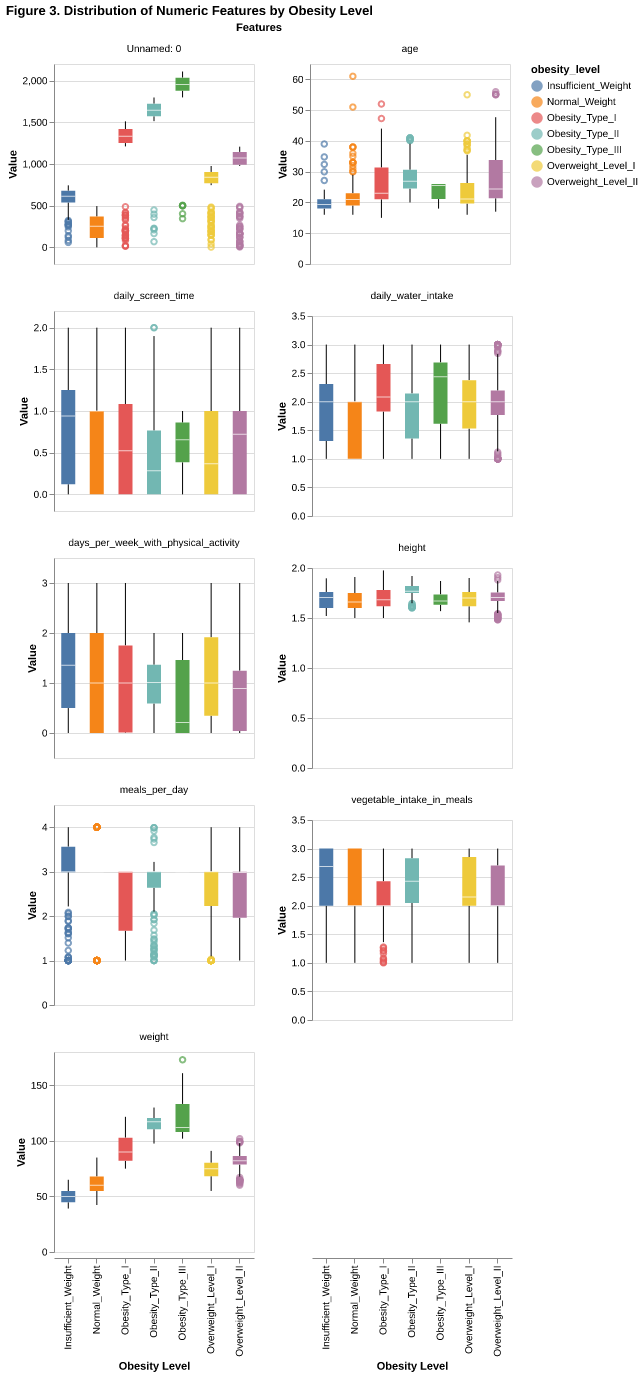 Figure 3. Distribution of Numeric Features by Obesity Level
Features
Unnamed: 0
2,000
1,500
1,000
500
0
Value
age
60
50
40
30
20
10
0
Value
obesity_level
Insufficient_Weight
Normal_Weight
Obesity_Type_I
Obesity_Type_II
Obesity_Type_III
Overweight_Level_I
Overweight_Level_II
daily_screen_time
2.0
1.5
1.0
0.5
0.0
Value
daily_water_intake
3.5
3.0
2.5
2.0
1.5
1.0
0.5
0.0
Value
days_per_week_with_physical_activity
3
2
1
0
Value
height
2.0
1.5
1.0
0.5
0.0
Value
meals_per_day
4
3
2
1
0
Value
vegetable_intake_in_meals
3.5
3.0
2.5
2.0
1.5
1.0
0.5
0.0
Value
weight
150
100
50
0
Value
Insufficient_Weight
Normal_Weight
Obesity_Type_I
Obesity_Type_II
Obesity_Type_III
Overweight_Level_I
Overweight_Level_II
Obesity Level
Insufficient_Weight
Normal_Weight
Obesity_Type_I
Obesity_Type_II
Obesity_Type_III
Overweight_Level_I
Overweight_Level_II
Obesity Level